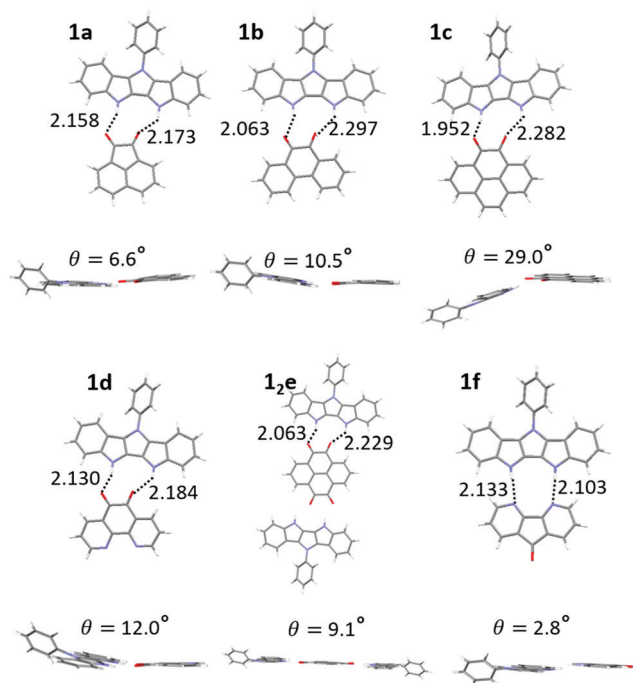 1a
1b
1c
2.158
2.173
2.063
2.297
1.952
2.282
θ = 6.6°
θ = 10.5°
θ = 29.0°
1d
1₂e
1f
2.130
2.184
2.063
2.229
2.133
2.103
θ = 12.0°
θ = 9.1°
θ = 2.8°